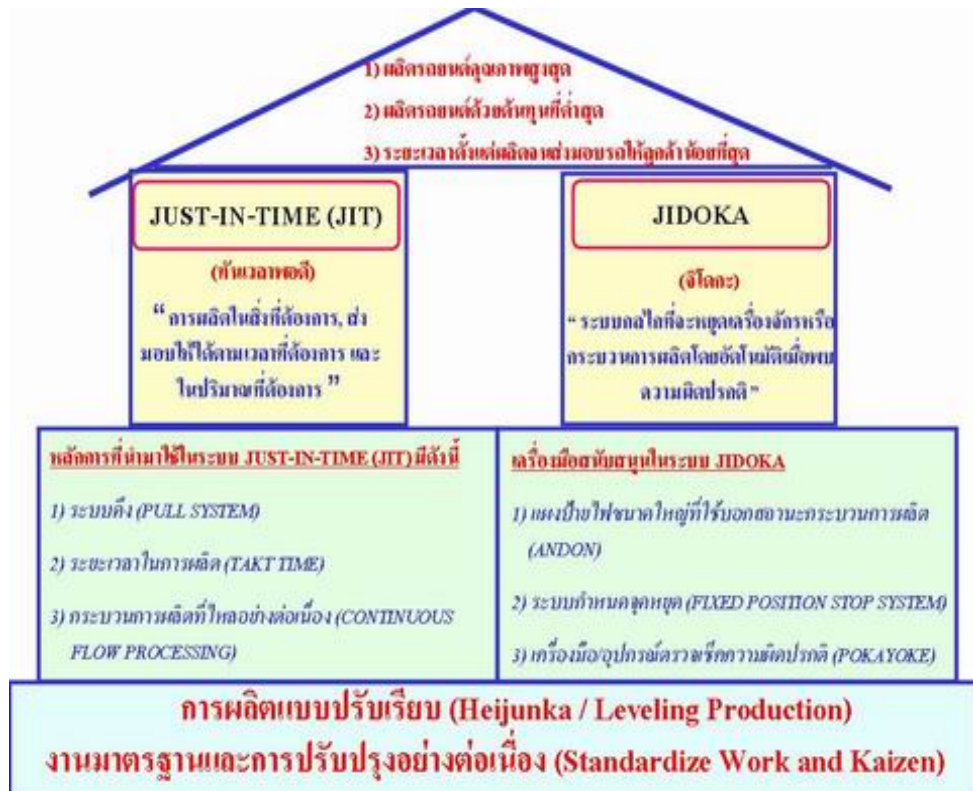 1) ผลิตรถยนต์คุณภาพสูงสุด
2) ผลิตรถยนต์ด้วยต้นทุนที่ต่ำสุด
3) ระยะเวลาตั้งแต่ผลิตจนส่งมอบรถให้ลูกค้าน้อยที่สุด
JUST-IN-TIME (JIT)
(ทันเวลาพอดี)
“ การผลิตในสิ่งที่ต้องการ, ส่ง
มอบให้ได้ตามเวลาที่ต้องการ และ
ในปริมาณที่ต้องการ ”
JIDOKA
(จิโดกะ)
“ ระบบกลไกที่จะหยุดเครื่องจักรหรือ
กระบวนการผลิตโดยอัตโนมัติเมื่อพบ
ความผิดปรกติ ”
หลักการที่นำมาใช้ในระบบ JUST-IN-TIME (JIT) มีดังนี้
1) ระบบดึง (PULL SYSTEM)
2) ระยะเวลาในการผลิต (TAKT TIME)
3) กระบวนการผลิตที่ไหลอย่างต่อเนื่อง (CONTINUOUS
FLOW PROCESSING)
เครื่องมือสนับสนุนในระบบ JIDOKA
1) แผงป้ายไฟขนาดใหญ่ที่ใช้บอกสถานะกระบวนการผลิต
(ANDON)
2) ระบบกำหนดจุดหยุด (FIXED POSITION STOP SYSTEM)
3) เครื่องมือ/อุปกรณ์ตรวจเช็คความผิดปรกติ (POKAYOKE)
การผลิตแบบปรับเรียบ (Heijunka / Leveling Production)
งานมาตรฐานและการปรับปรุงอย่างต่อเนื่อง (Standardize Work and Kaizen)